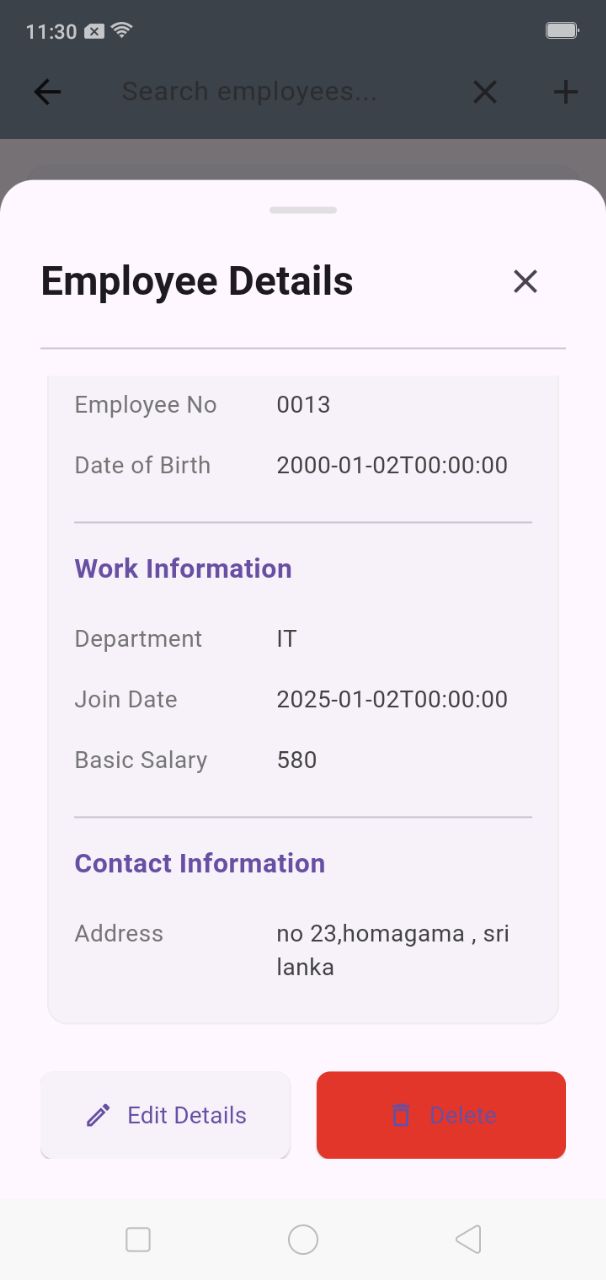 11:30
Search employees...
Employee Details
Employee No 0013
Date of Birth 2000-01-02T00:00:00
Work Information
Department IT
Join Date 2025-01-02T00:00:00
Basic Salary 580
Contact Information
Address no 23,homagama , sri
lanka
Edit Details Delete